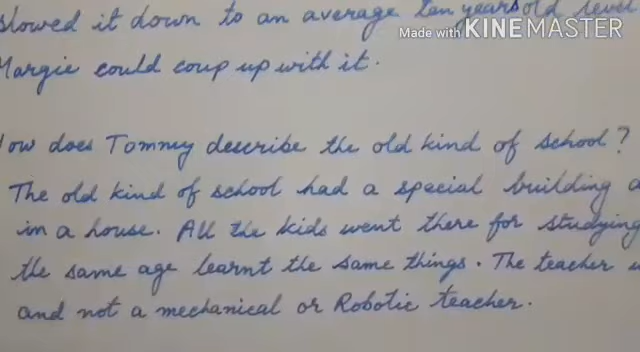 slowed it down to an average ten years old level
Made with KINEMASTER
Margie could coup up with it.
How does Tommy describe the old kind of school?
The old kind of school had a special building
in a house. All the kids went there for studying
the same age learnt the same things. The teacher
and not a mechanical or Robotic teacher.